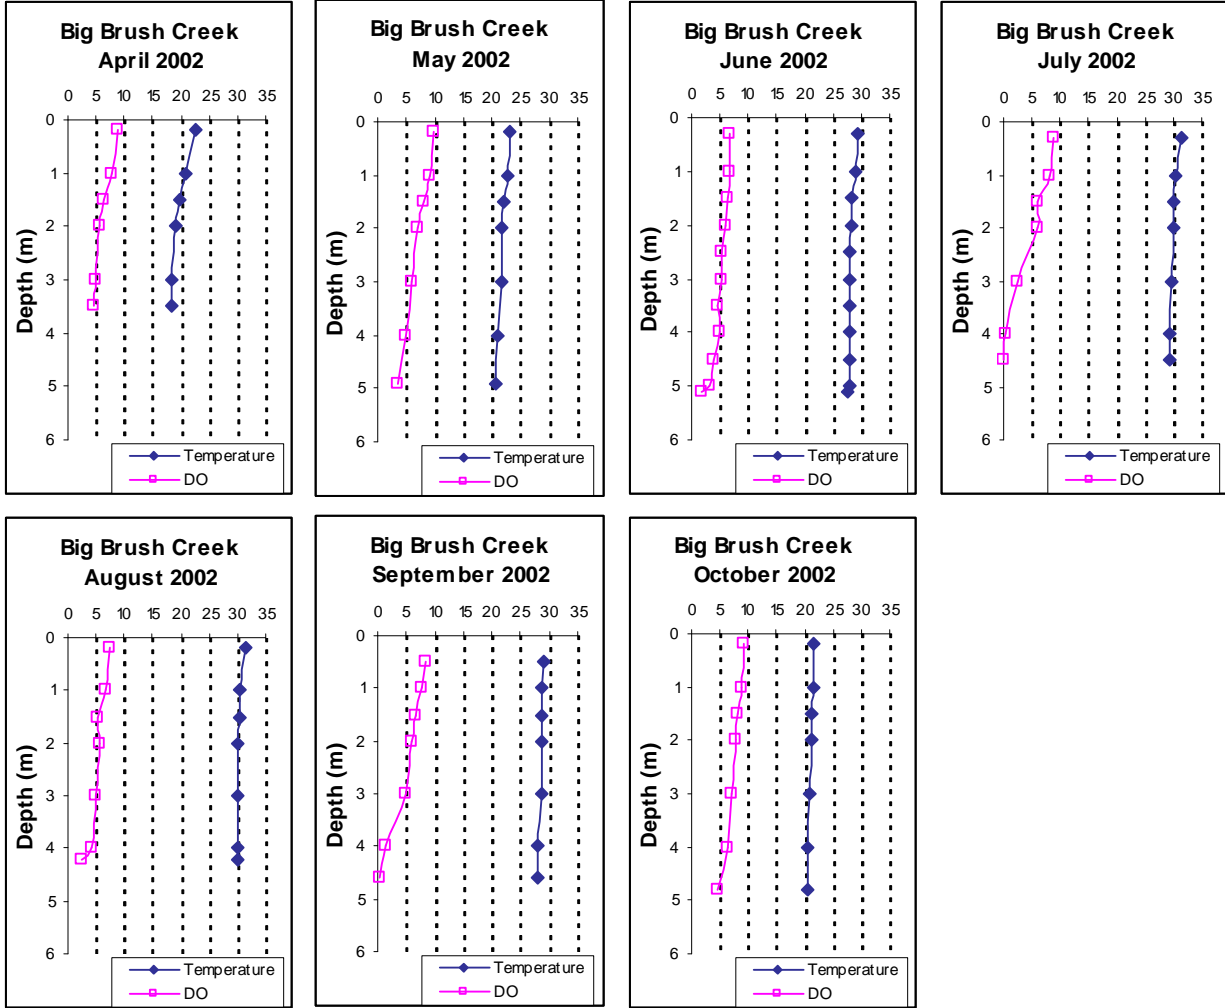 Big Brush Creek
April 2002
0 5 10 15 20 25 30 35
0
1
2
3
4
5
6
Depth (m)
Temperature
DO
Big Brush Creek
May 2002
0 5 10 15 20 25 30 35
0
1
2
3
4
5
6
Depth (m)
Temperature
DO
Big Brush Creek
June 2002
0 5 10 15 20 25 30 35
0
1
2
3
4
5
6
Depth (m)
Temperature
DO
Big Brush Creek
July 2002
0 5 10 15 20 25 30 35
0
1
2
3
4
5
6
Depth (m)
Temperature
DO
Big Brush Creek
August 2002
0 5 10 15 20 25 30 35
0
1
2
3
4
5
6
Depth (m)
Temperature
DO
Big Brush Creek
September 2002
0 5 10 15 20 25 30 35
0
1
2
3
4
5
6
Depth (m)
Temperature
DO
Big Brush Creek
October 2002
0 5 10 15 20 25 30 35
0
1
2
3
4
5
6
Depth (m)
Temperature
DO